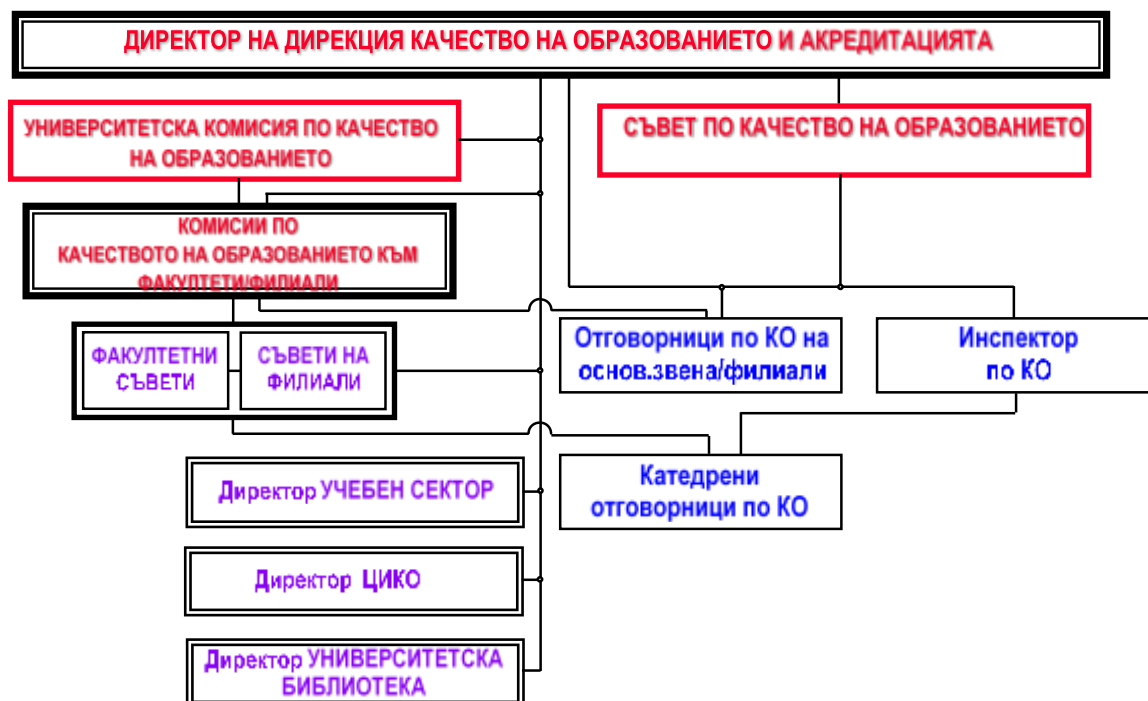 ДИРЕКТОР НА ДИРЕКЦИЯ КАЧЕСТВО НА ОБРАЗОВАНИЕТО И АКРЕДИТАЦИЯТА
УНИВЕРСИТЕТСКА КОМИСИЯ ПО КАЧЕСТВО
НА ОБРАЗОВАНИЕТО
СЪВЕТ ПО КАЧЕСТВО НА ОБРАЗОВАНИЕТО
КОМИСИИ ПО
КАЧЕСТВОТО НА ОБРАЗОВАНИЕТО КЪМ
ФАКУЛТЕТИ/ФИЛИАЛИ
ФАКУЛТЕТНИ
СЪВЕТИ
СЪВЕТИ НА
ФИЛИАЛИ
Отговорници по КО на
основ.звена/филиали
Инспектор
по КО
Катедрени
отговорници по КО
Директор УЧЕБЕН СЕКТОР
Директор ЦИКО
Директор УНИВЕРСИТЕТСКА
БИБЛИОТЕКА